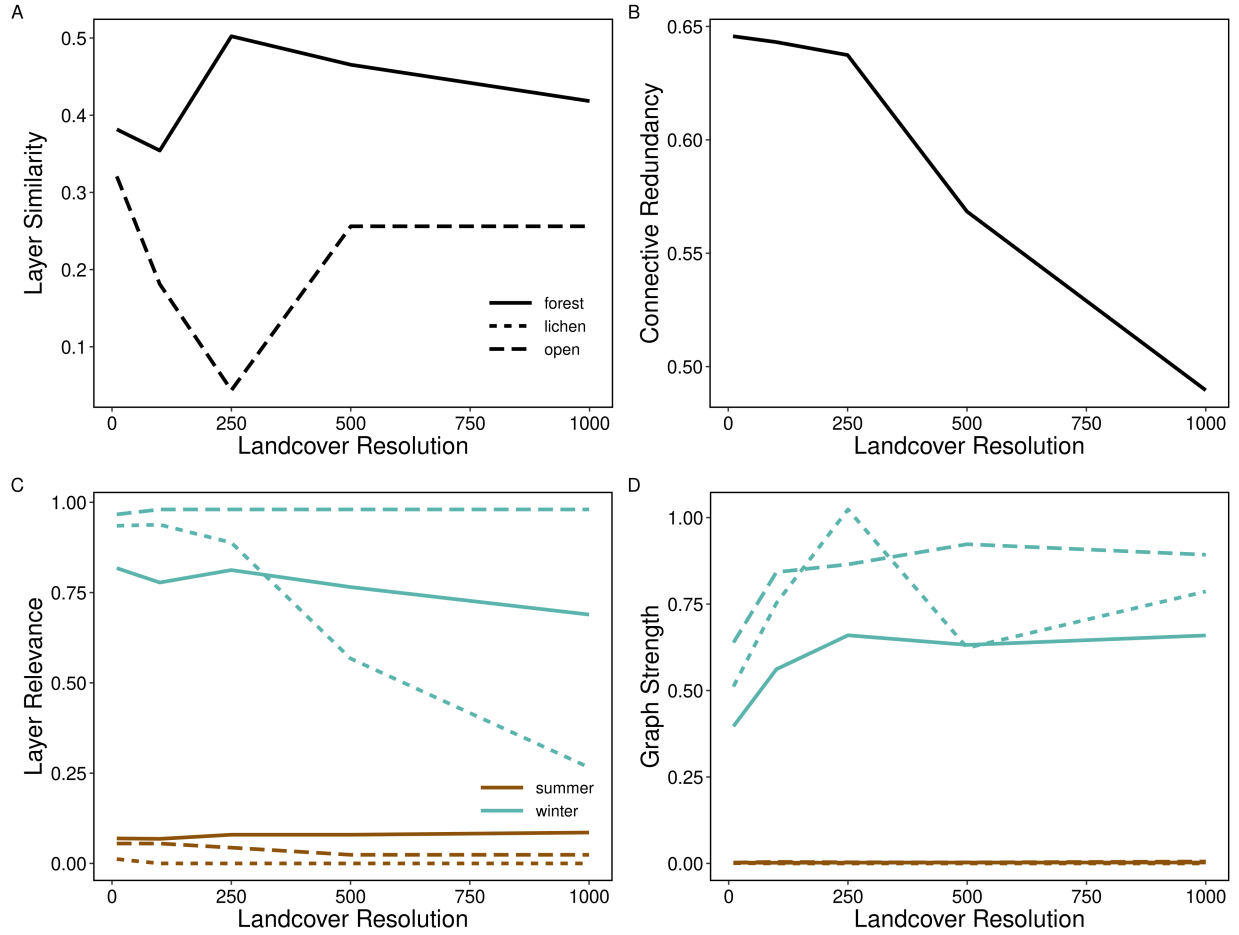 A
Layer Similarity
0.5
0.4
0.3
0.2
0.1
forest
lichen
open
0 250 500 750 1000
Landcover Resolution
B
Connective Redundancy
0.65
0.60
0.55
0.50
0 250 500 750 1000
Landcover Resolution
C
Layer Relevance
1.00
0.75
0.50
0.25
0.00
summer
winter
0 250 500 750 1000
Landcover Resolution
D
Graph Strength
1.00
0.75
0.50
0.25
0.00
0 250 500 750 1000
Landcover Resolution